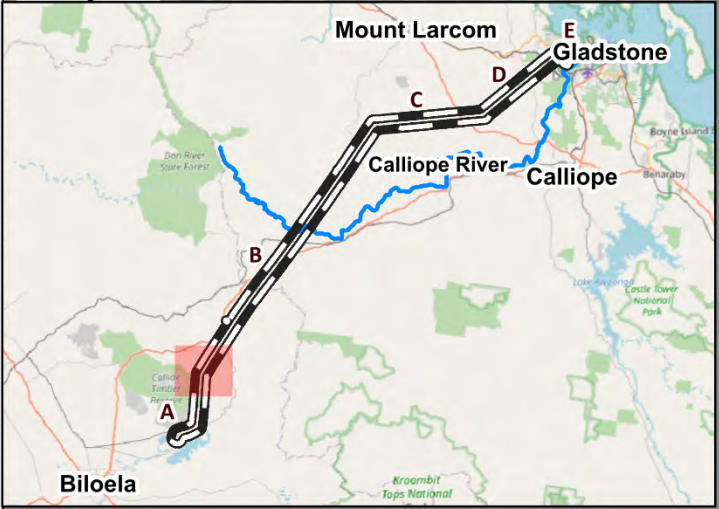 E
Mount Larcom
Gladstone
D
C
Boyne Island
Don River
State Forest
Calliope River
Calliope
Benaraby
B
Lake Awoonga
Castle Tower
National
Park
Callide
Timber
Reserve
A
Biloela
Kroombit
Tops National